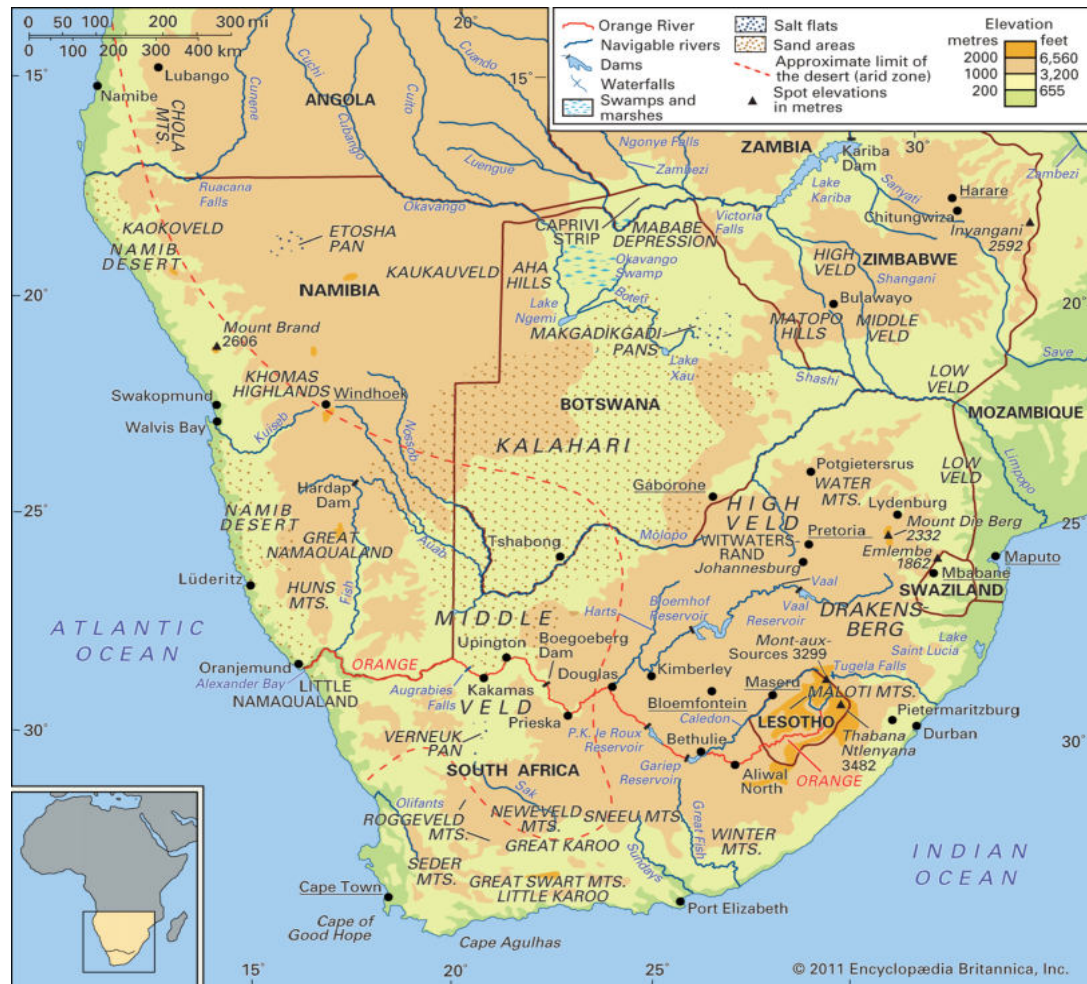 0 50 100 200 300 mi
0 100 200 300 400 km
Orange River
Navigable rivers
Dams
Waterfalls
Swamps and
marshes
Salt flats
Sand areas
Approximate limit of
the desert (arid zone)
Spot elevations
in metres
Elevation
metres feet
2000 6,560
1000 3,200
200 655
20°
15°
15°
30°
20°
20°
25°
25°
30°
30°
15°
20°
25°
Lubango
Namibe
CHOLA
MTS.
Cunene
Cuchi
Cubango
Cuito
Cuando
Luengue
ANGOLA
Ngonye Falls
Zambezi
ZAMBIA
Kariba
Dam
Lake
Kariba
Sanyati
Harare
Chitungwiza
Inyangani
2592
Zambezi
Ruacana
Falls
Okavango
CAPRIVI
STRIP
MABABE
DEPRESSION
Victoria
Falls
KAOKOVELD
NAMIB
DESERT
ETOSHA
PAN
KAUKAUVELD
AHA
HILLS
Okavango
Swamp
HIGH
VELD
ZIMBABWE
Shangani
NAMIBIA
Boteti
Lake
Ngemi
Bulawayo
MAKGADIKGADI
PANS
MATOPO
HILLS
MIDDLE
VELD
Mount Brand
2606
Lake
Xau
Save
Shashi
LOW
VELD
KHOMAS
HIGHLANDS
Windhoek
Swakopmund
Walvis Bay
Kuiseb
Nossob
BOTSWANA
KALAHARI
MOZAMBIQUE
Limpopo
Potgietersrus
WATER
MTS.
LOW
VELD
Gaborone
Hardap
Dam
HIGH
VELD
Lydenburg
Mount Die Berg
2332
NAMIB
DESERT
GREAT
NAMAQUALAND
Auab
Tshabong
Molopo
WITWATERS-
RAND
Pretoria
Johannesburg
Emlembe
1862
Maputo
Mbabane
SWAZILAND
Lüderitz
HUNS
MTS.
Fish
Vaal
Bloemhof
Reservoir
Vaal
Reservoir
Harts
DRAKENS-
BERG
MIDDLE
VELD
Upington
Boegoeberg
Dam
Mont-aux-
Sources 3299
Lake
Saint Lucia
ATLANTIC
OCEAN
Oranjemund
Alexander Bay
ORANGE
LITTLE
NAMAQUALAND
Augrabies
Falls
Kakamas
Douglas
Kimberley
Maseru
Tugela Falls
MALOTI MTS.
Prieska
Bloemfontein
Caledon
LESOTHO
Pietermaritzburg
Durban
VERNEUK
PAN
P.K. le Roux
Reservoir
Bethulie
Thabana
Ntlenyana
3482
Gariep
Reservoir
Aliwal
North
ORANGE
SOUTH AFRICA
Sak
Olifants
ROGGEVELD
MTS.
NEWEVELD
MTS.
SNEEU MTS.
GREAT KAROO
Great Fish
WINTER
MTS.
SEDER
MTS.
Sundays
Cape Town
GREAT SWART MTS.
LITTLE KAROO
Port Elizabeth
Cape of
Good Hope
Cape Agulhas
INDIAN
OCEAN
© 2011 Encyclopædia Britannica, Inc.